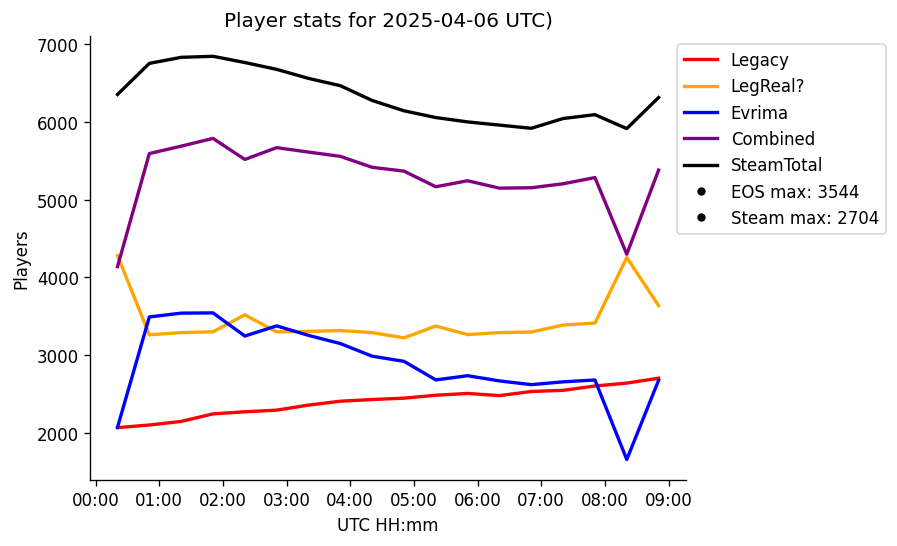 Player stats for 2025-04-06 UTC)
7000
6000
5000
4000
3000
2000
Players
00:00 01:00 02:00 03:00 04:00 05:00 06:00 07:00 08:00 09:00
UTC HH:mm
Legacy
LegReal?
Evrima
Combined
SteamTotal
EOS max: 3544
Steam max: 2704